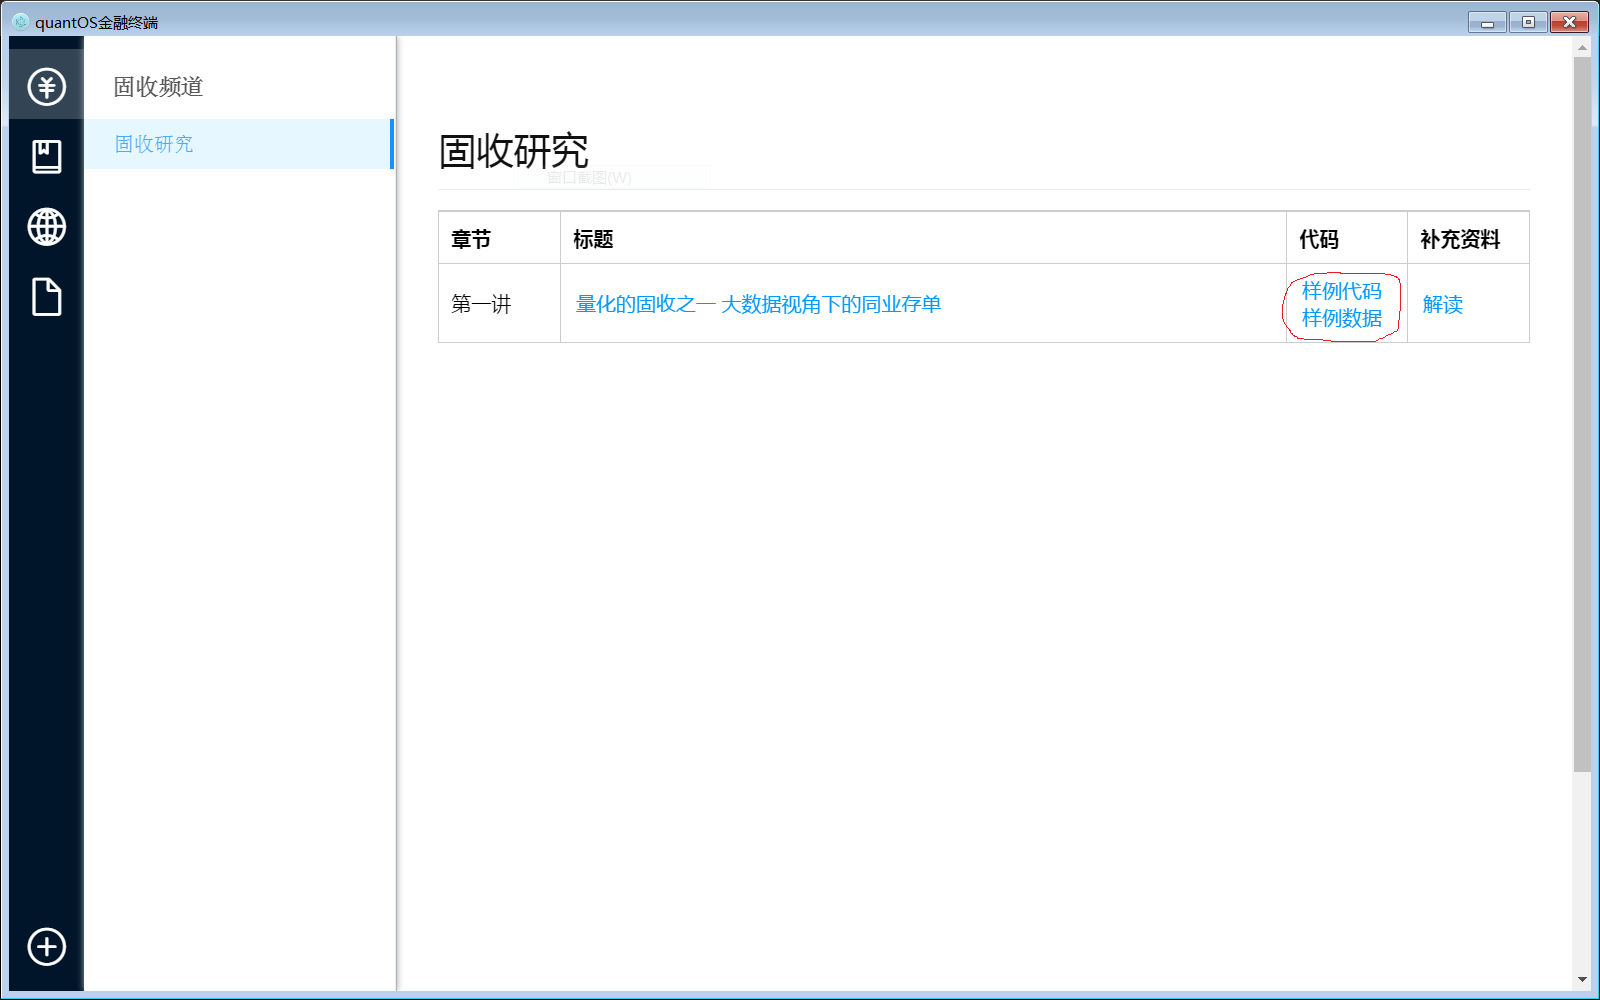 quantOS金融终端
固收频道
固收研究
固收研究
窗口截图(W)
章节 标题 代码 补充资料
第一讲 量化的固收之一 大数据视角下的同业存单 样例代码 解读
样例数据